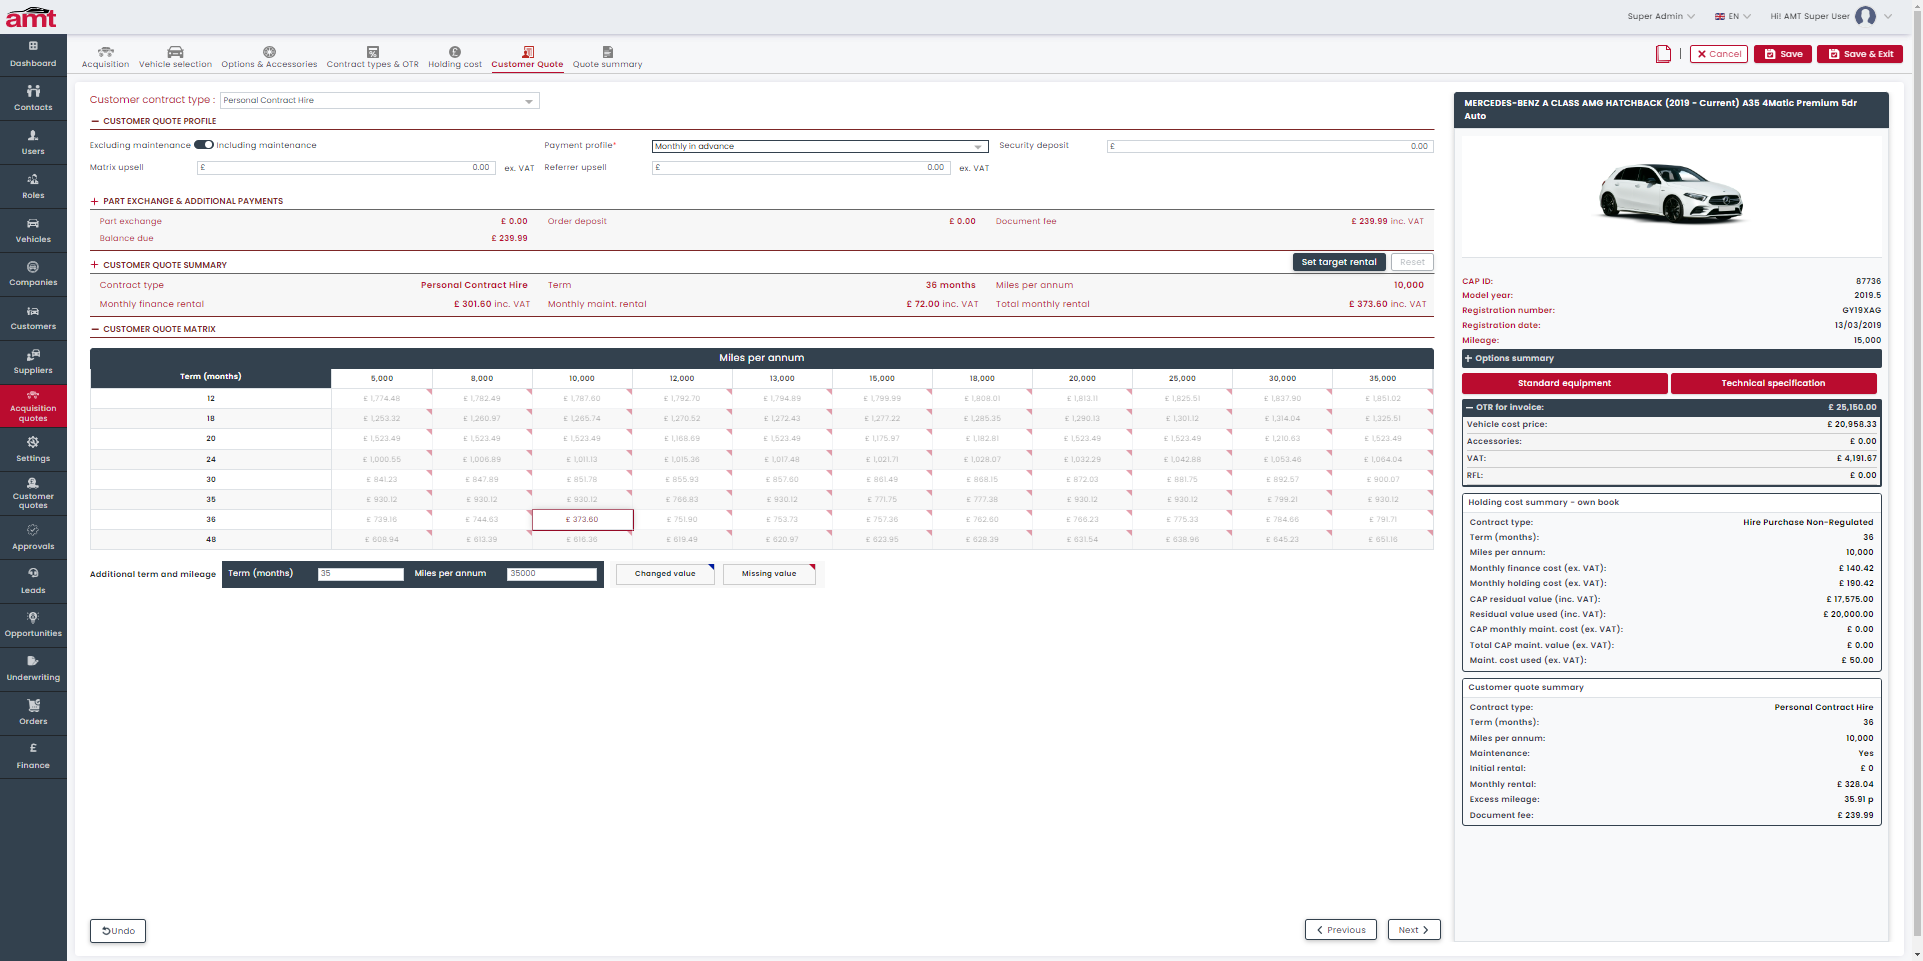 amt
Super Admin
EN
Hi! AMT Super User
Dashboard
Contacts
Users
Roles
Vehicles
Companies
Customers
Suppliers
Acquisition
quotes
Settings
Customer
quotes
Approvals
Leads
Opportunities
Underwriting
Orders
£
Finance
Acquisition Vehicle selection Options & Accessories Contract types & OTR Holding cost Customer Quote Quote summary
Cancel Save Save & Exit
Customer contract type : Personal Contract Hire
CUSTOMER QUOTE PROFILE
Excluding maintenance Including maintenance Payment profile* Monthly in advance Security deposit £ 0.00
Matrix upsell £ 0.00 ex. VAT Referrer upsell £ 0.00 ex. VAT
+ PART EXCHANGE & ADDITIONAL PAYMENTS
Part exchange £ 0.00 Order deposit £ 0.00 Document fee £ 239.99 inc. VAT
Balance due £ 239.99
+ CUSTOMER QUOTE SUMMARY Set target rental Reset
Contract type Personal Contract Hire Term 36 months Miles per annum 10,000
Monthly finance rental £ 301.60 inc. VAT Monthly maint. rental £ 72.00 inc. VAT Total monthly rental £ 373.60 inc. VAT
CUSTOMER QUOTE MATRIX
Miles per annum
Term (months) 5,000 8,000 10,000 12,000 13,000 15,000 18,000 20,000 25,000 30,000 35,000
12 £ 1,774.48 £ 1,782.49 £ 1,787.60 £ 1,792.70 £ 1,794.89 £ 1,799.99 £ 1,808.01 £ 1,813.11 £ 1,825.51 £ 1,837.90 £ 1,851.02
18 £ 1,253.32 £ 1,260.97 £ 1,265.74 £ 1,270.52 £ 1,272.43 £ 1,277.22 £ 1,285.35 £ 1,290.13 £ 1,301.12 £ 1,314.04 £ 1,325.51
20 £ 1,523.49 £ 1,523.49 £ 1,523.49 £ 1,168.69 £ 1,523.49 £ 1,175.97 £ 1,182.81 £ 1,523.49 £ 1,523.49 £ 1,210.63 £ 1,523.49
24 £ 1,000.55 £ 1,006.89 £ 1,011.13 £ 1,015.36 £ 1,017.48 £ 1,021.71 £ 1,028.07 £ 1,032.29 £ 1,042.88 £ 1,053.46 £ 1,064.04
30 £ 841.23 £ 847.89 £ 851.78 £ 855.93 £ 857.60 £ 861.49 £ 868.15 £ 872.03 £ 881.75 £ 892.57 £ 900.07
35 £ 930.12 £ 930.12 £ 930.12 £ 766.83 £ 930.12 £ 771.75 £ 777.38 £ 930.12 £ 930.12 £ 799.21 £ 930.12
36 £ 739.16 £ 744.63 £ 373.60 £ 751.90 £ 753.73 £ 757.36 £ 762.60 £ 766.23 £ 775.33 £ 784.66 £ 791.71
48 £ 608.94 £ 613.39 £ 616.36 £ 619.49 £ 620.97 £ 623.95 £ 628.39 £ 631.54 £ 638.96 £ 645.23 £ 651.16
Additional term and mileage Term (months) 35 Miles per annum 35000 Changed value Missing value
Undo
Previous Next
MERCEDES-BENZ A CLASS AMG HATCHBACK (2019 - Current) A35 4Matic Premium 5dr
Auto
CAP ID: 87736
Model year: 2019.5
Registration number: GY19XAG
Registration date: 13/03/2019
Mileage: 15,000
+ Options summary
Standard equipment Technical specification
OTR for invoice: £ 25,150.00
Vehicle cost price: £ 20,958.33
Accessories: £ 0.00
VAT: £ 4,191.67
RFL: £ 0.00
Holding cost summary - own book
Contract type: Hire Purchase Non-Regulated
Term (months): 36
Miles per annum: 10,000
Monthly finance cost (ex. VAT): £ 140.42
Monthly holding cost (ex. VAT): £ 190.42
CAP residual value (inc. VAT): £ 17,575.00
Residual value used (inc. VAT): £ 20,000.00
CAP monthly maint. cost (ex. VAT): £ 0.00
Total CAP maint. value (ex. VAT): £ 0.00
Maint. cost used (ex. VAT): £ 50.00
Customer quote summary
Contract type: Personal Contract Hire
Term (months): 36
Miles per annum: 10,000
Maintenance: Yes
Initial rental: £ 0
Monthly rental: £ 328.04
Excess mileage: 35.91 p
Document fee: £ 239.99